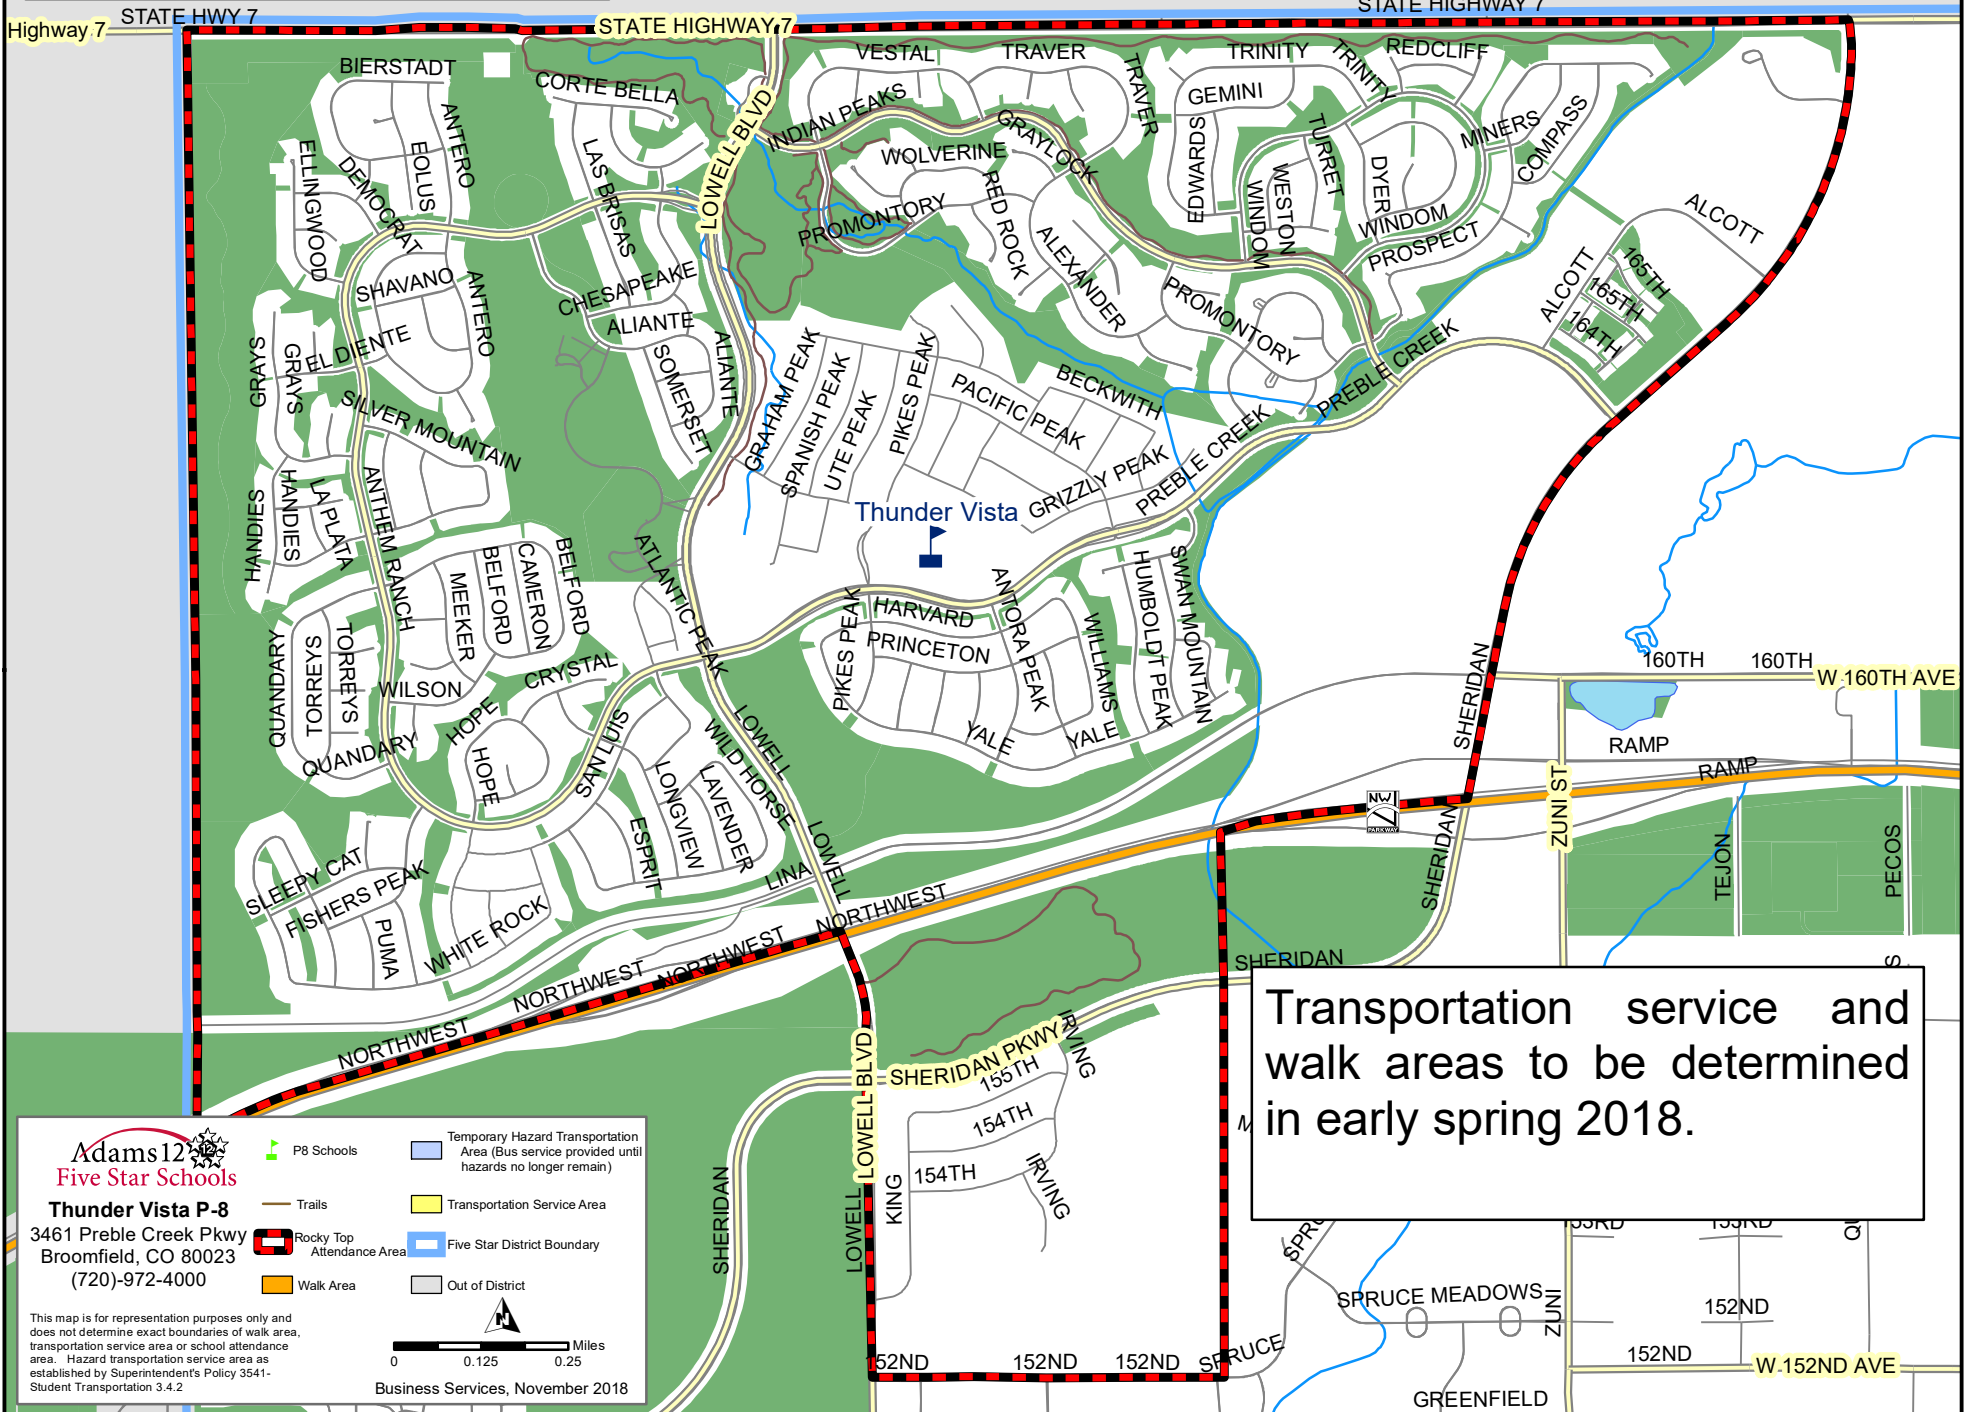 STATE HWY 7
Highway 7
STATE HIGHWAY 7
STATE HIGHWAY 7
BIERSTADT
CORTE BELLA
VESTAL
TRAVER
TRINITY
TRINITY
REDCLIFF
TRAVER
GEMINI
ANTERO
EOLUS
ELLINGWOOD
DEMOCRAT
LAS BRISAS
LOWELL BLVD
INDIAN PEAKS
GRAYLOCK
WOLVERINE
RED ROCK
PROMONTORY
EDWARDS
TURRET
WESTON
WINDOM
DYER
WINDOM
PROSPECT
MINERS
COMPASS
ALCOTT
ALCOTT
165TH
165TH
164TH
SHAVANO
ANTERO
CHESAPEAKE
ALIANTE
ALIANTE
SOMERSET
ALEXANDER
PROMONTORY
GRAYS
GRAYS
EL DIENTE
SILVER MOUNTAIN
GRAHAM PEAK
SPANISH PEAK
UTE PEAK
PIKES PEAK
PACIFIC PEAK
BECKWITH
PREBLE CREEK
PREBLE CREEK
GRIZZLY PEAK
Thunder Vista
HANDIES
HANDIES
LA PLATA
ANTHEM RANCH
MEEKER
BELFORD
CAMERON
BELFORD
ATLANTIC PEAK
PIKES PEAK
HARVARD
PRINCETON
ANTORA PEAK
WILLIAMS
HUMBOLDT PEAK
SWAN MOUNTAIN
YALE
YALE
QUANDARY
TORREYS
TORREYS
WILSON
CRYSTAL
HOPE
HOPE
QUANDARY
SAN LUIS
LOWELL
WILD HORSE
LONGVIEW
LAVENDER
ESPRIT
LOWELL
LINA
SLEEPY CAT
FISHERS PEAK
PUMA
WHITE ROCK
NORTHWEST
NORTHWEST
NORTHWEST
NORTHWEST
SHERIDAN
160TH
160TH
W 160TH AVE
RAMP
RAMP
NW
PARKWAY
ZUNI ST
SHERIDAN
TEJON
PECOS
SHERIDAN
SHERIDAN PKWY
IRVING
155TH
154TH
154TH
IRVING
KING
LOWELL BLVD
LOWELL
SHERIDAN
152ND
152ND
152ND
SPRUCE
SPRUCE MEADOWS
ZUNI
152ND
152ND
W 152ND AVE
GREENFIELD
Transportation service and
walk areas to be determined
in early spring 2018.
Adams12
Five Star Schools
Thunder Vista P-8
3461 Preble Creek Pkwy
Broomfield, CO 80023
(720)-972-4000
P8 Schools
Trails
Rocky Top
Attendance Area
Walk Area
Temporary Hazard Transportation
Area (Bus service provided until
hazards no longer remain)
Transportation Service Area
Five Star District Boundary
Out of District
This map is for representation purposes only and
does not determine exact boundaries of walk area,
transportation service area or school attendance
area. Hazard transportation service area as
established by Superintendent's Policy 3541-
Student Transportation 3.4.2
N
Miles
0 0.125 0.25
Business Services, November 2018